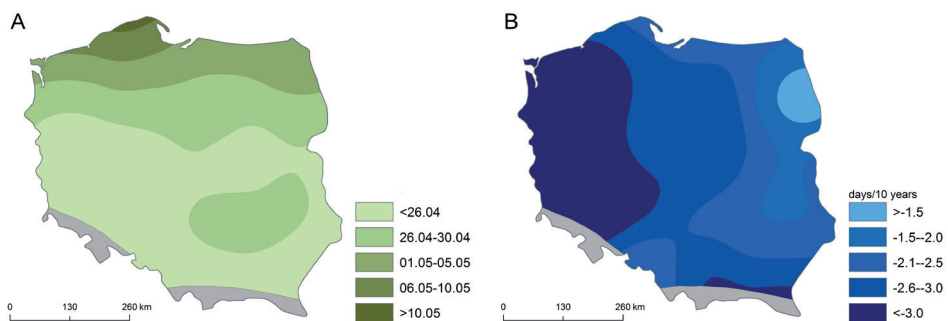 A
<26.04
26.04-30.04
01.05-05.05
06.05-10.05
>10.05
0 130 260 km
B
days/10 years
>-1.5
-1.5--2.0
-2.1--2.5
-2.6--3.0
<-3.0
0 130 260 km